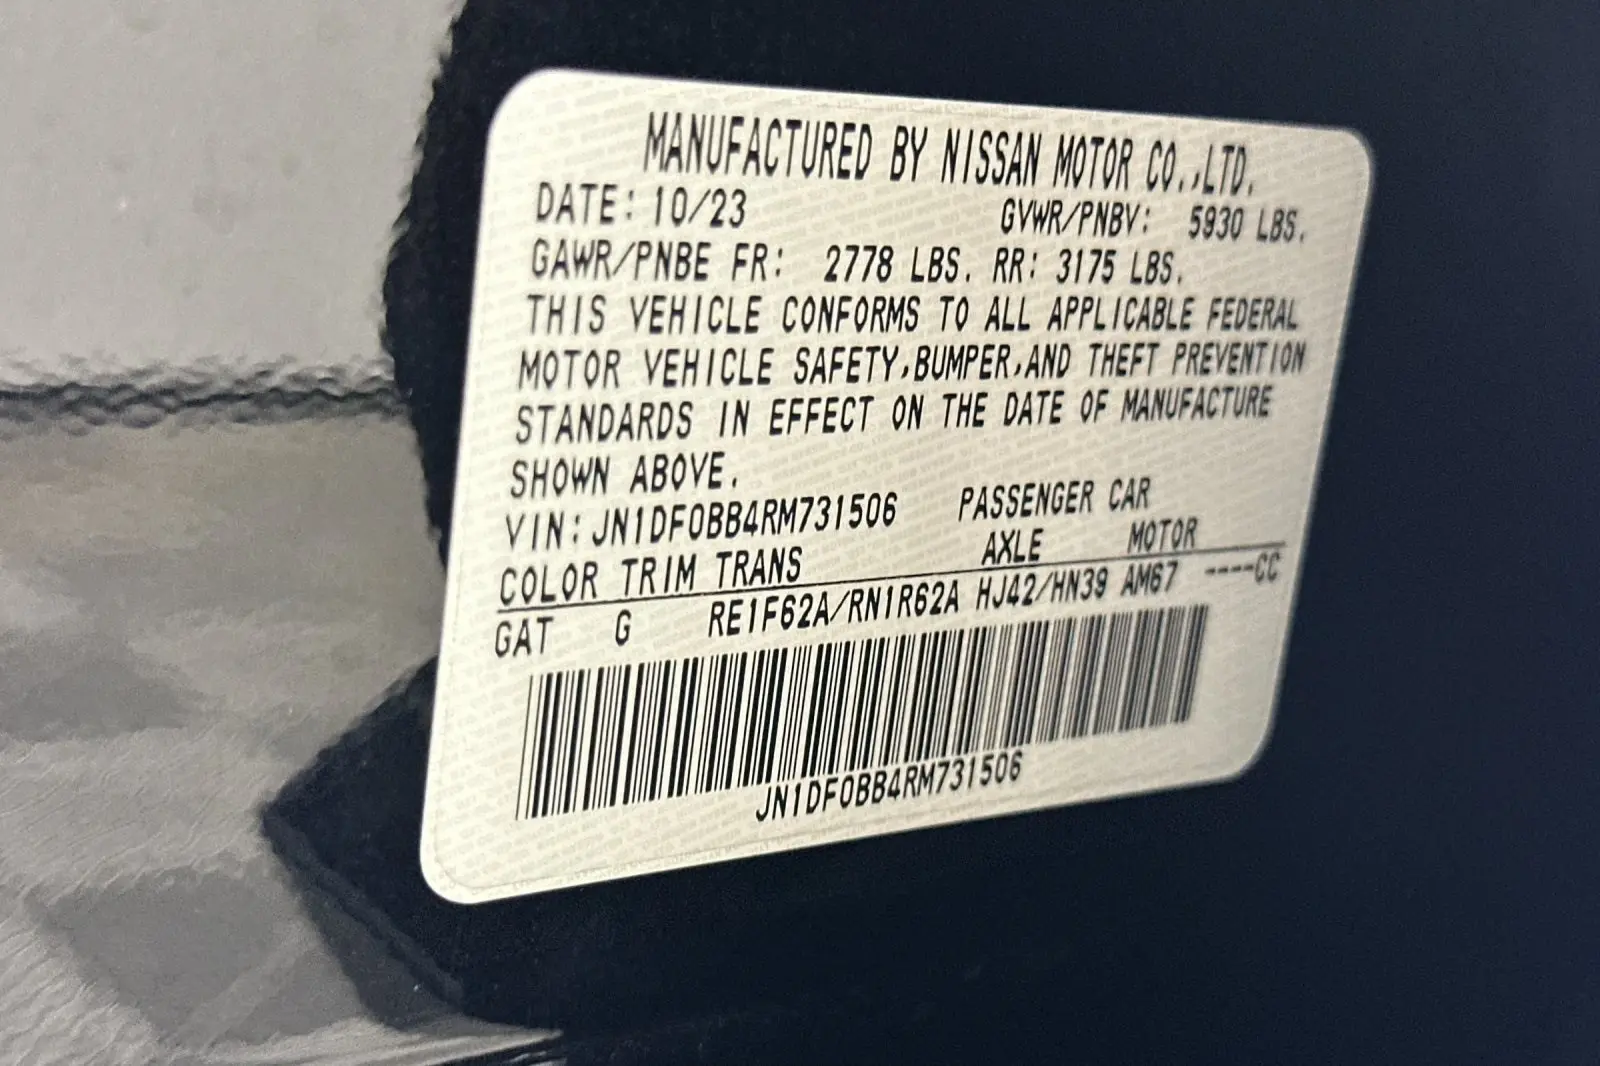 MANUFACTURED BY NISSAN MOTOR CO.,LTD.
DATE: 10/23 GVWR/PNBV: 5930 LBS.
GAWR/PNBE FR: 2778 LBS. RR: 3175 LBS.
THIS VEHICLE CONFORMS TO ALL APPLICABLE FEDERAL
MOTOR VEHICLE SAFETY,BUMPER,AND THEFT PREVENTION
STANDARDS IN EFFECT ON THE DATE OF MANUFACTURE
SHOWN ABOVE.
VIN: JN1DF0BB4RM731506 PASSENGER CAR
COLOR TRIM TRANS AXLE MOTOR
GAT G RE1F62A/RN1R62A HJ42/HN39 AM67 ----CC
JN1DF0BB4RM731506